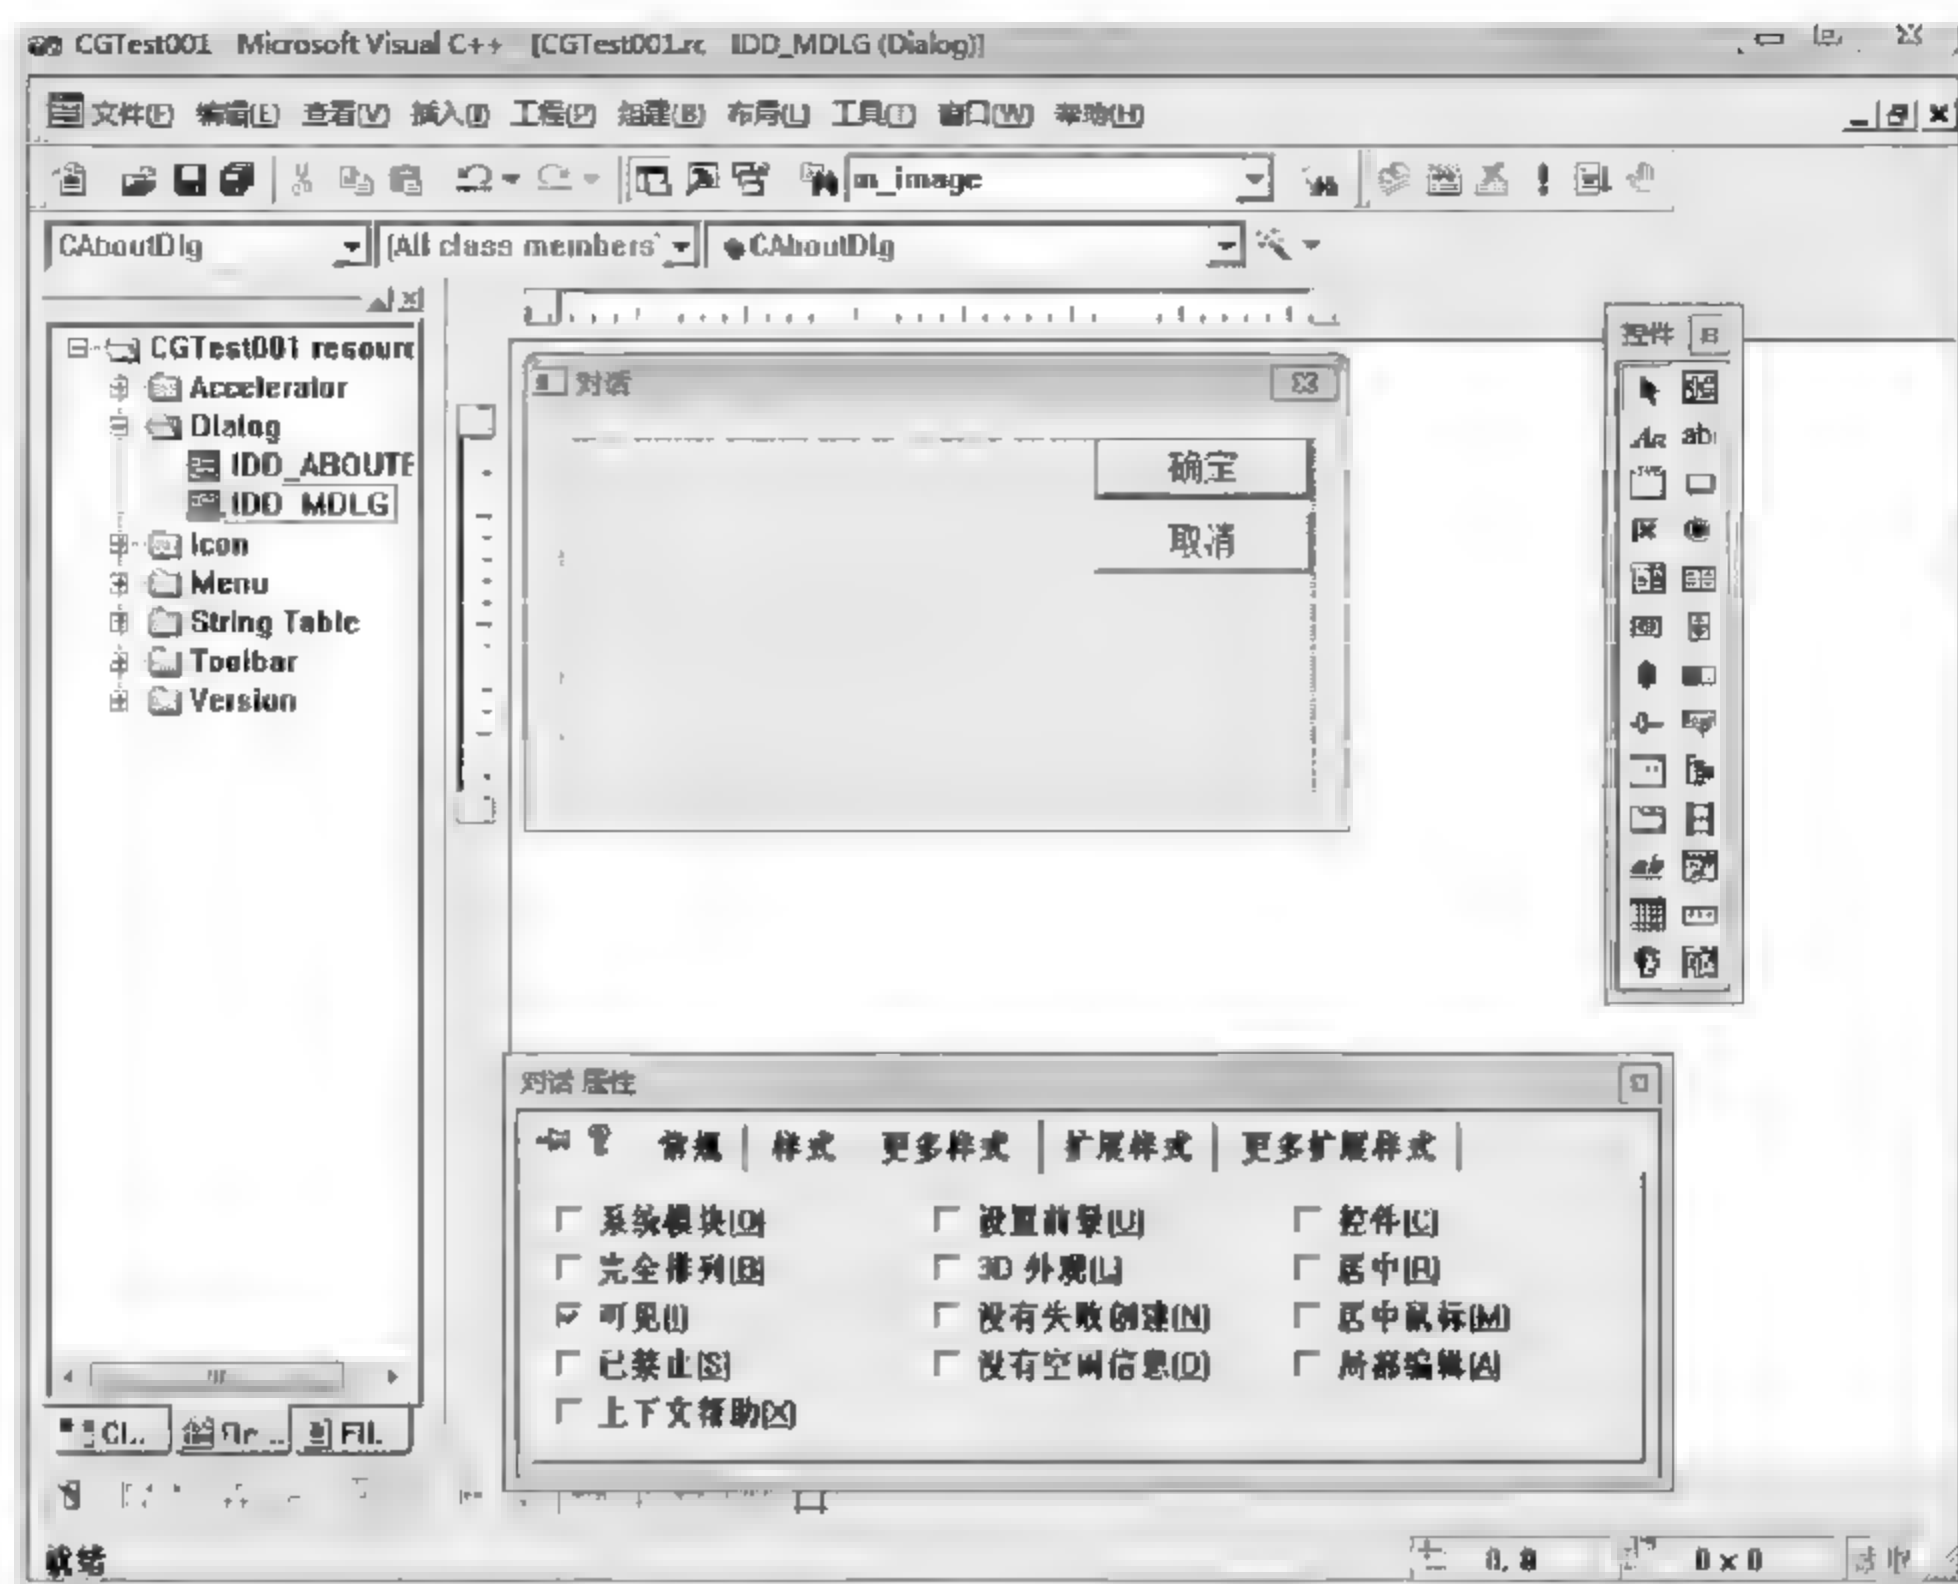 CGTest001 Microsoft Visual C++ [CGTest001.rc IDD_MDLG (Dialog)]
文件(F) 编辑(E) 查看(V) 插入(I) 工程(P) 组建(B) 布局(L) 工具(T) 窗口(W) 帮助(H)
m_image
CAboutDlg (All class members) CAboutDlg
控件
CGTest001 resourc
Accelerator
Dialog
IDD_ABOUTE
IDD_MDLG
Icon
Menu
String Table
Toolbar
Version
对话
确定
取消
对话 属性
常规 样式 更多样式 扩展样式 更多扩展样式
系统模块(O) 设置前景(U) 控件(C)
完全排列(B) 3D 外观(L) 居中(R)
可见(I) 没有失败创建(N) 居中鼠标(M)
已禁止(S) 没有空闲信息(D) 局部编辑(A)
上下文帮助(X)
Cl... Re... Fil.
就绪 0, 0 0 x 0